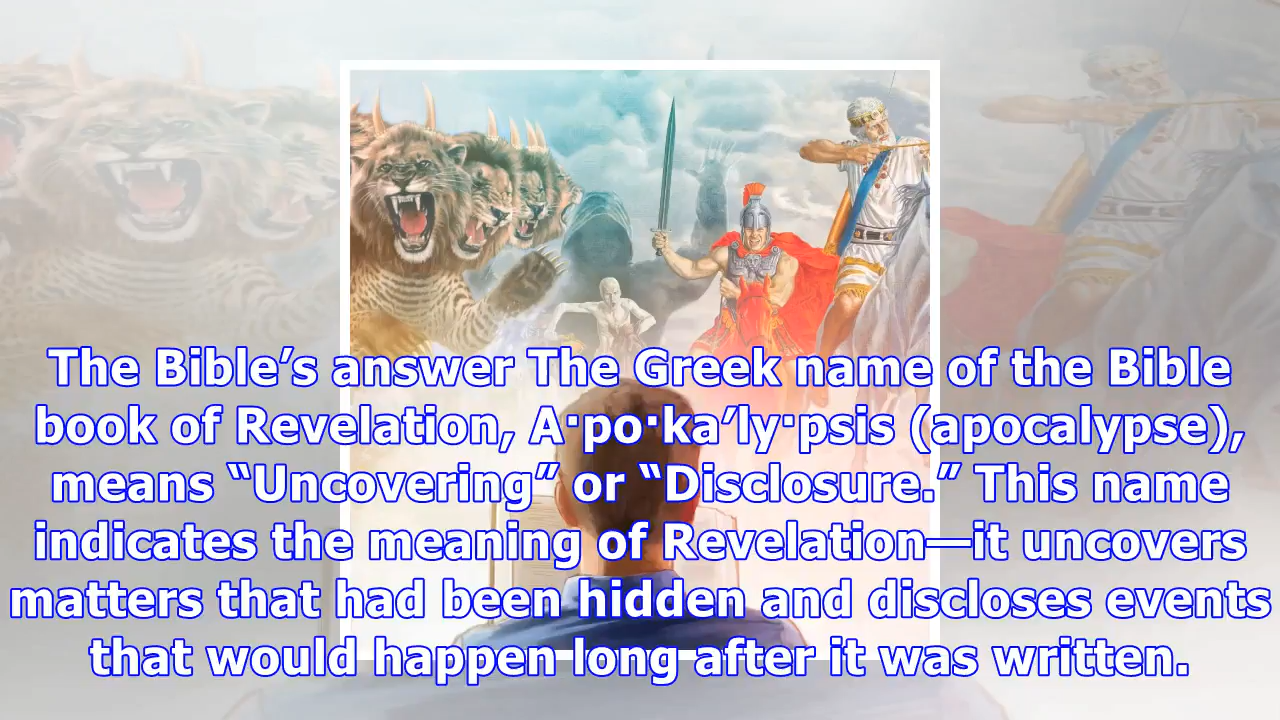 The Bible’s answer The Greek name of the Bible
book of Revelation, A·po·ka′ly·psis (apocalypse),
means “Uncovering” or “Disclosure.” This name
indicates the meaning of Revelation—it uncovers
matters that had been hidden and discloses events
that would happen long after it was written.